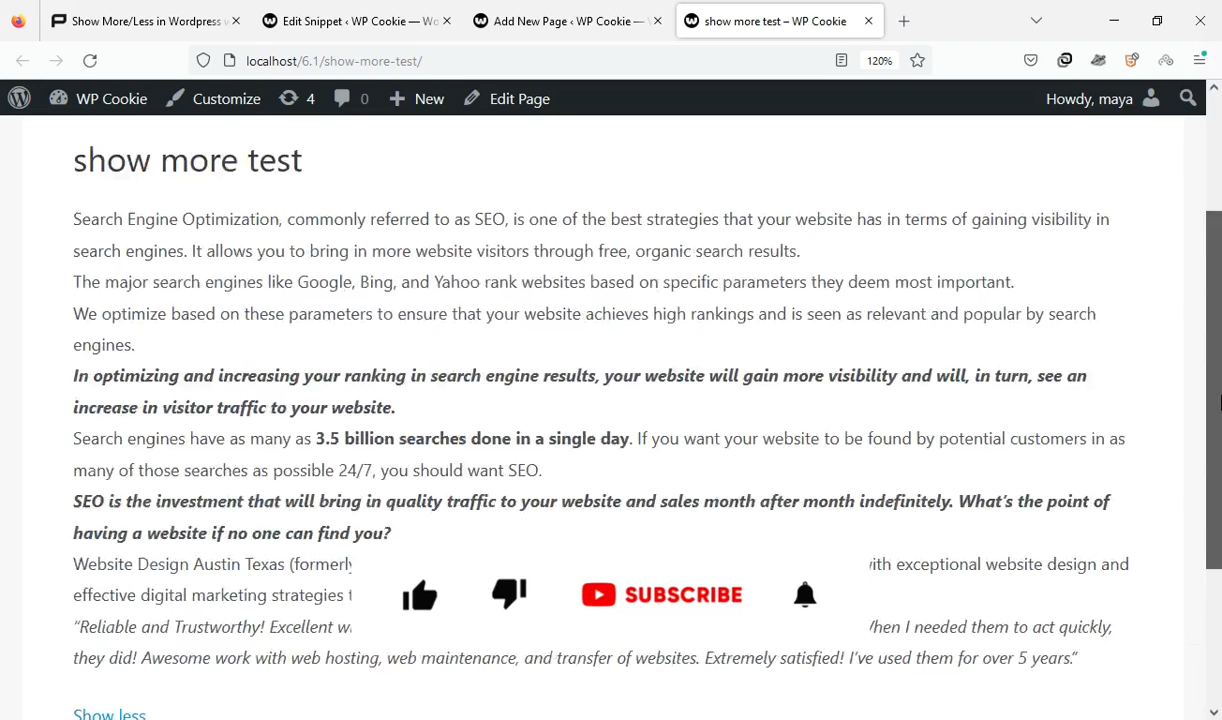 Show More/Less in Wordpress w
Edit Snippet ‹ WP Cookie — Wo
Add New Page ‹ WP Cookie —
show more test – WP Cookie
localhost/6.1/show-more-test/
120%
WP Cookie Customize 4 0 New Edit Page Howdy, maya
show more test
Search Engine Optimization, commonly referred to as SEO, is one of the best strategies that your website has in terms of gaining visibility in
search engines. It allows you to bring in more website visitors through free, organic search results.
The major search engines like Google, Bing, and Yahoo rank websites based on specific parameters they deem most important.
We optimize based on these parameters to ensure that your website achieves high rankings and is seen as relevant and popular by search
engines.
In optimizing and increasing your ranking in search engine results, your website will gain more visibility and will, in turn, see an
increase in visitor traffic to your website.
Search engines have as many as 3.5 billion searches done in a single day. If you want your website to be found by potential customers in as
many of those searches as possible 24/7, you should want SEO.
SEO is the investment that will bring in quality traffic to your website and sales month after month indefinitely. What's the point of
having a website if no one can find you?
Website Design Austin Texas (formerly with exceptional website design and
effective digital marketing strategies
SUBSCRIBE
“Reliable and Trustworthy! Excellent When I needed them to act quickly,
they did! Awesome work with web hosting, web maintenance, and transfer of websites. Extremely satisfied! I've used them for over 5 years.”
Show less